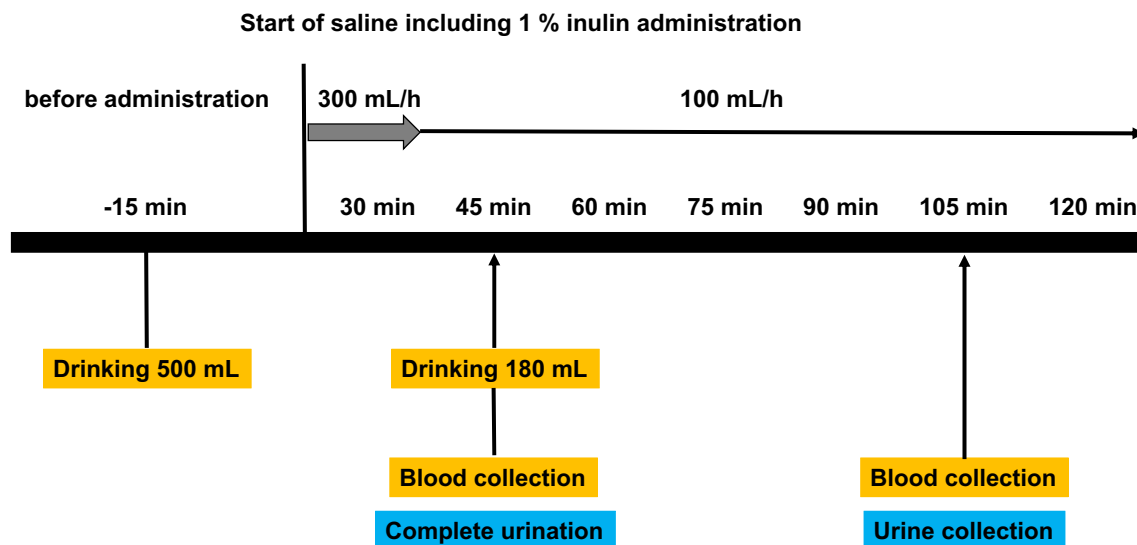 Start of saline including 1 % inulin administration
before administration
300 mL/h
100 mL/h
-15 min
30 min
45 min
60 min
75 min
90 min
105 min
120 min
Drinking 500 mL
Drinking 180 mL
Blood collection
Blood collection
Complete urination
Urine collection